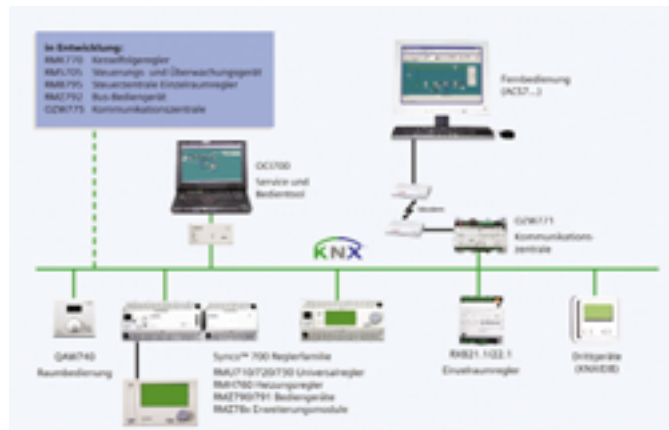 in Entwicklung:
RMK770 Kesselfolgeregler
RMS705 Steuerungs- und Überwachungsgerät
RMB795 Steuerzentrale Einzelraumregler
RMZ792 Bus-Bediengerät
OZW775 Kommunikationszentrale
Fernbedienung
(ACS7...)
OCI700
Service und
Bedientool
Modem
OZW771
Kommunikations-
zentrale
KNX
QAW740
Raumbedienung
Synco™ 700 Reglerfamilie
RMU710/720/730 Universalregler
RMH760 Heizungsregler
RMZ790/791 Bediengeräte
RMZ78x Erweiterungsmodule
RXB21.1/22.1
Einzelraumregler
Drittgeräte
(KNX/EIB)